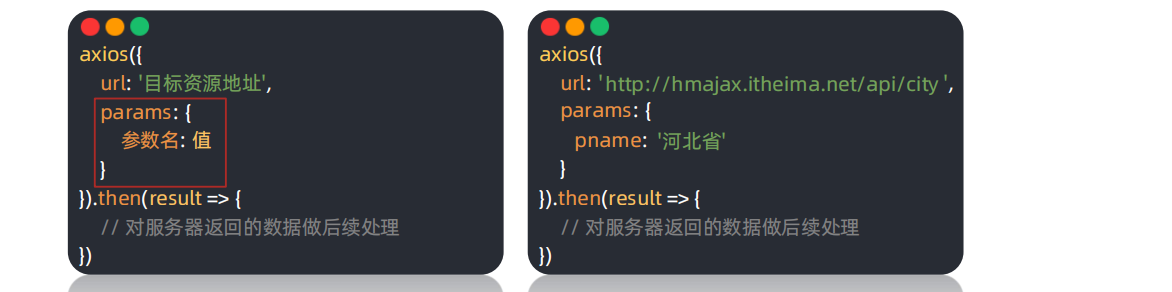 axios({
url: '目标资源地址',
params: {
参数名: 值
}
}).then(result => {
// 对服务器返回的数据做后续处理
})
axios({
url: 'http://hmajax.itheima.net/api/city',
params: {
pname: '河北省'
}
}).then(result => {
// 对服务器返回的数据做后续处理
})